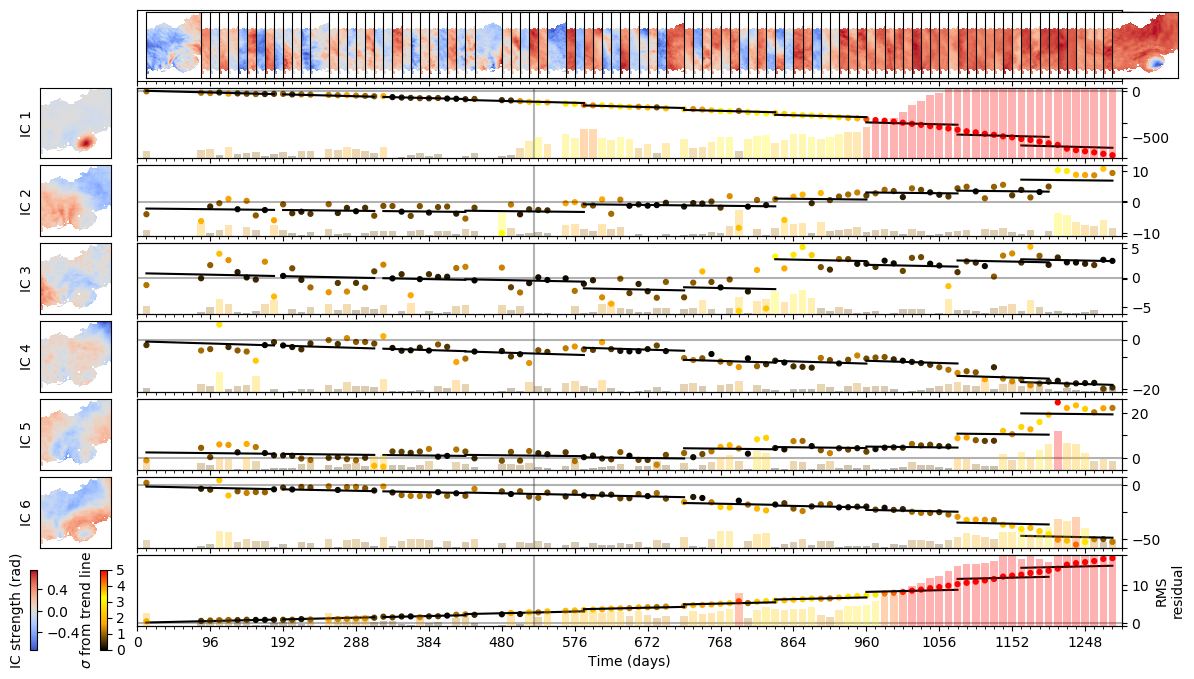 IC 1
0
−500
IC 2
10
0
−10
IC 3
5
0
−5
IC 4
0
−20
IC 5
20
0
IC 6
0
−50
IC strength (rad)
0.4
0.0
−0.4
σ from trend line
5
4
3
2
1
0
10
0
RMS
residual
0 96 192 288 384 480 576 672 768 864 960 1056 1152 1248
Time (days)